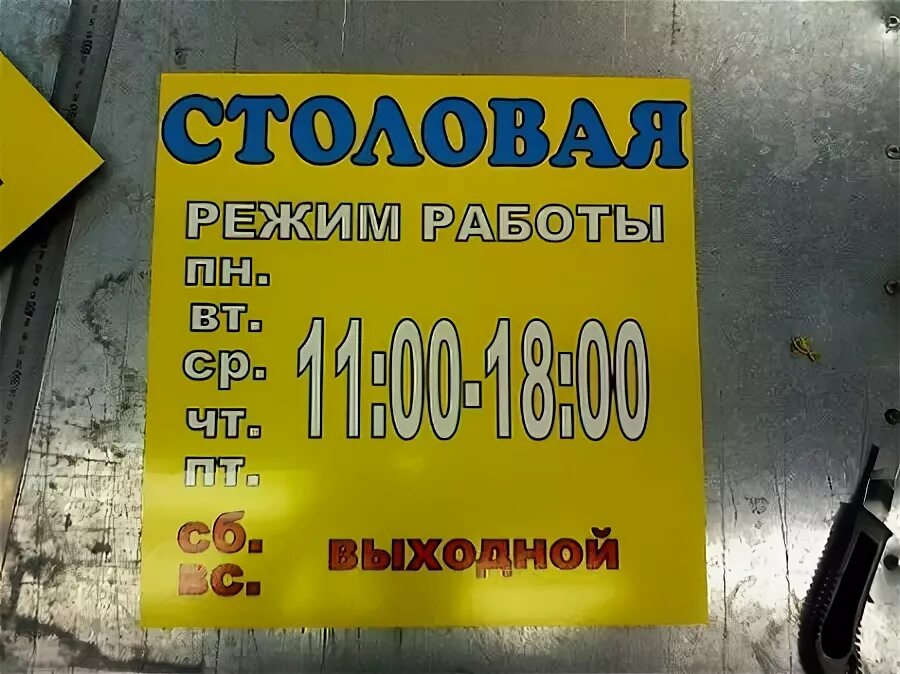 СТОЛОВАЯ
РЕЖИМ РАБОТЫ
пн.
вт.
ср. 11:00-18:00
чт.
пт.
сб. выходной
вс.